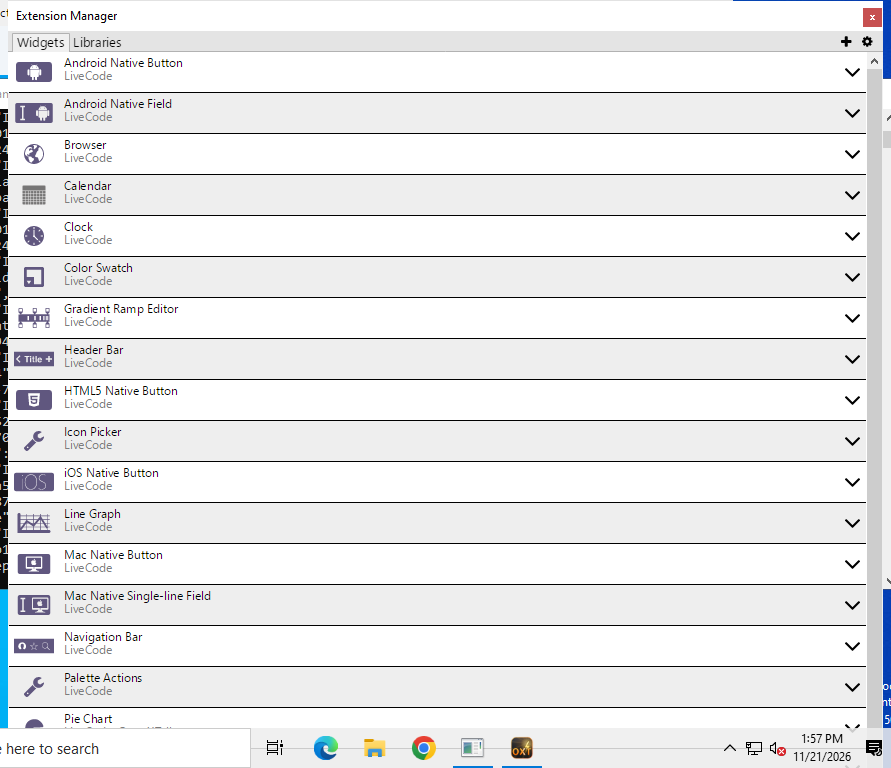 Extension Manager
Widgets Libraries
Android Native Button
LiveCode
Android Native Field
LiveCode
Browser
LiveCode
Calendar
LiveCode
Clock
LiveCode
Color Swatch
LiveCode
Gradient Ramp Editor
LiveCode
Header Bar
LiveCode
Title
HTML5 Native Button
LiveCode
Icon Picker
LiveCode
iOS Native Button
LiveCode
iOS
Line Graph
LiveCode
Mac Native Button
LiveCode
Mac Native Single-line Field
LiveCode
Navigation Bar
LiveCode
Palette Actions
LiveCode
Pie Chart
here to search
OXT
1:57 PM
11/21/2026